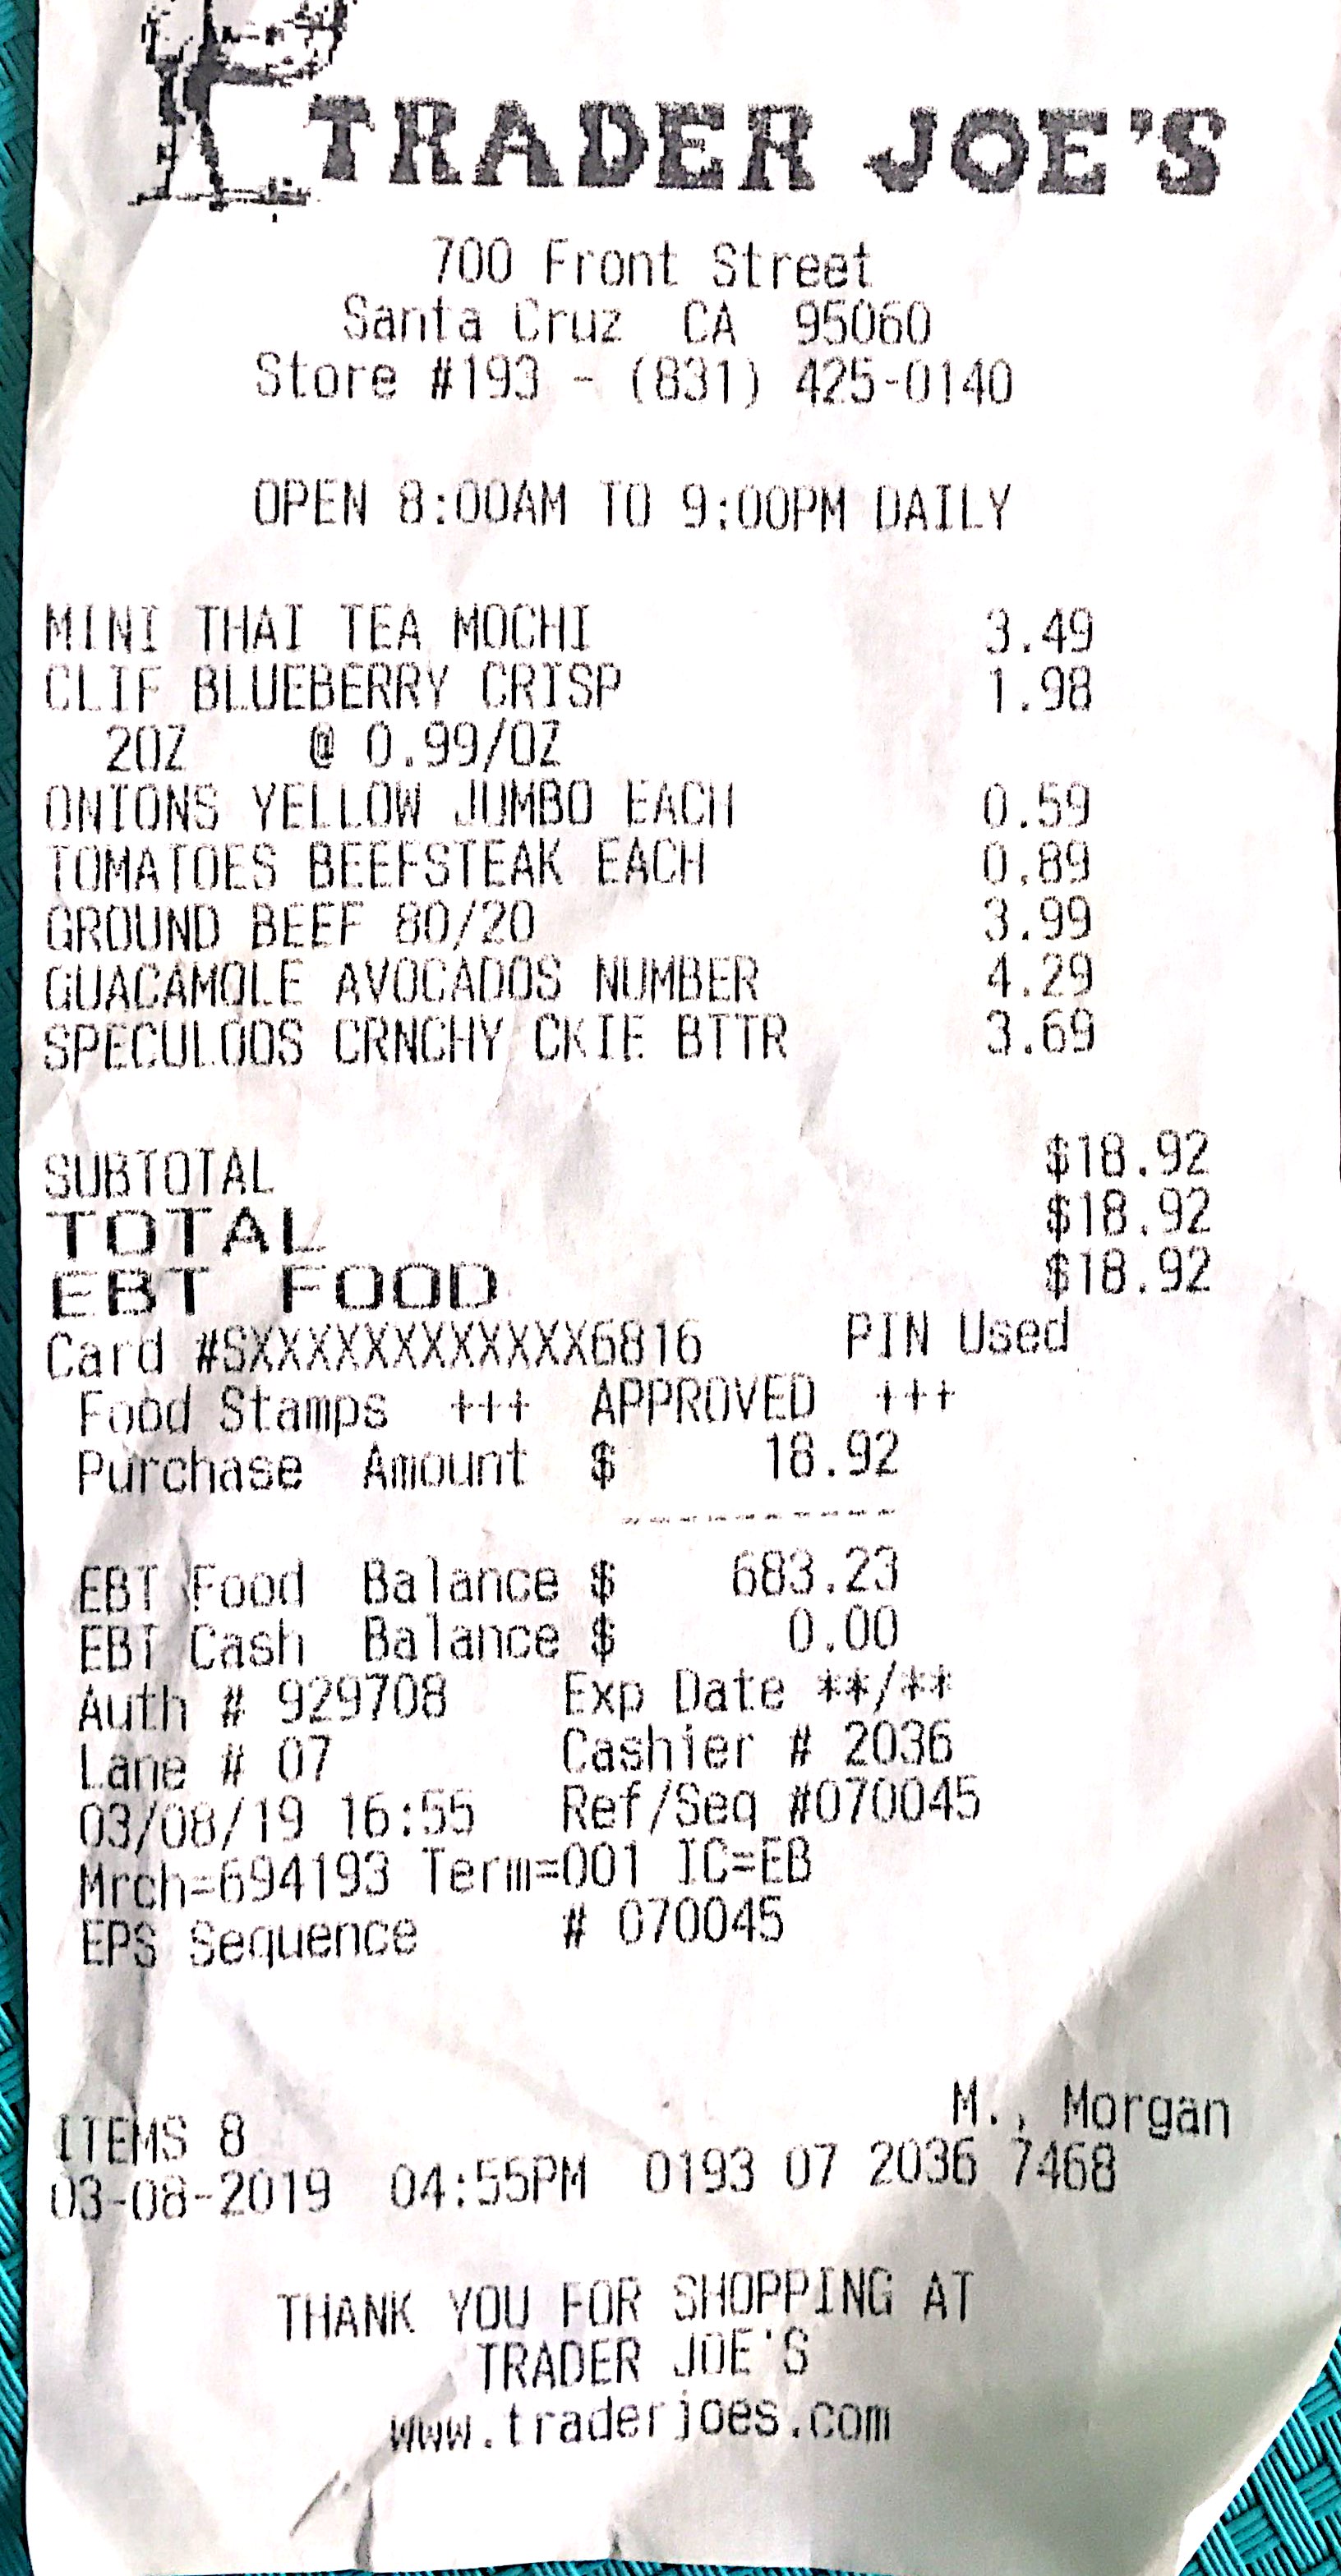 TRADER JOE'S
700 Front Street
Santa Cruz CA 95060
Store #193 - (831) 425-0140
OPEN 8:00AM TO 9:00PM DAILY
MINI THAI TEA MOCHI 3.49
CLIF BLUEBERRY CRISP 1.98
2OZ @ 0.99/OZ
ONIONS YELLOW JUMBO EACH 0.59
TOMATOES BEEFSTEAK EACH 0.89
GROUND BEEF 80/20 3.99
GUACAMOLE AVOCADOS NUMBER 4.29
SPECULOOS CRNCHY CKIE BTTR 3.69
SUBTOTAL $18.92
TOTAL $18.92
EBT FOOD $18.92
Card #SXXXXXXXXXXXX6816 PIN Used
Food Stamps +++ APPROVED +++
Purchase Amount $ 18.92
----------
EBT Food Balance $ 683.23
EBT Cash Balance $ 0.00
Auth # 929708 Exp Date **/**
Lane # 07 Cashier # 2036
03/08/19 16:55 Ref/Seq #070045
Mrch=694193 Term=001 IC=EB
EPS Sequence # 070045
ITEMS 8 M., Morgan
03-08-2019 04:55PM 0193 07 2036 7468
THANK YOU FOR SHOPPING AT
TRADER JOE'S
www.traderjoes.com